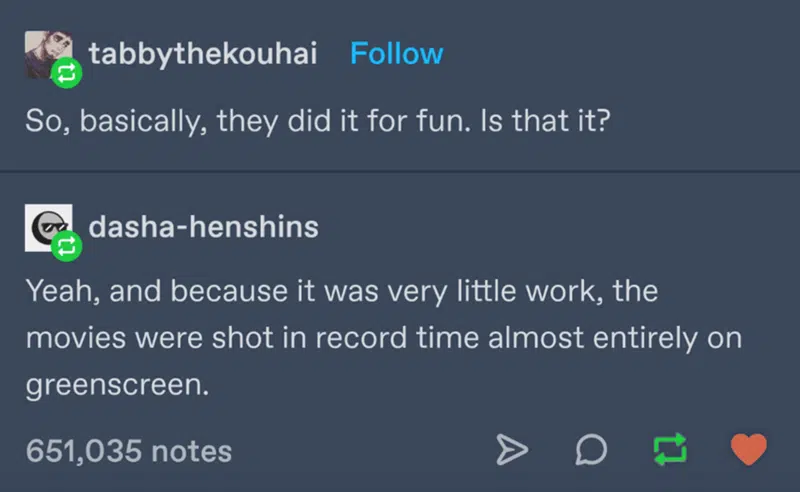 tabbythekouhai Follow
So, basically, they did it for fun. Is that it?
dasha-henshins
Yeah, and because it was very little work, the
movies were shot in record time almost entirely on
greenscreen.
651,035 notes